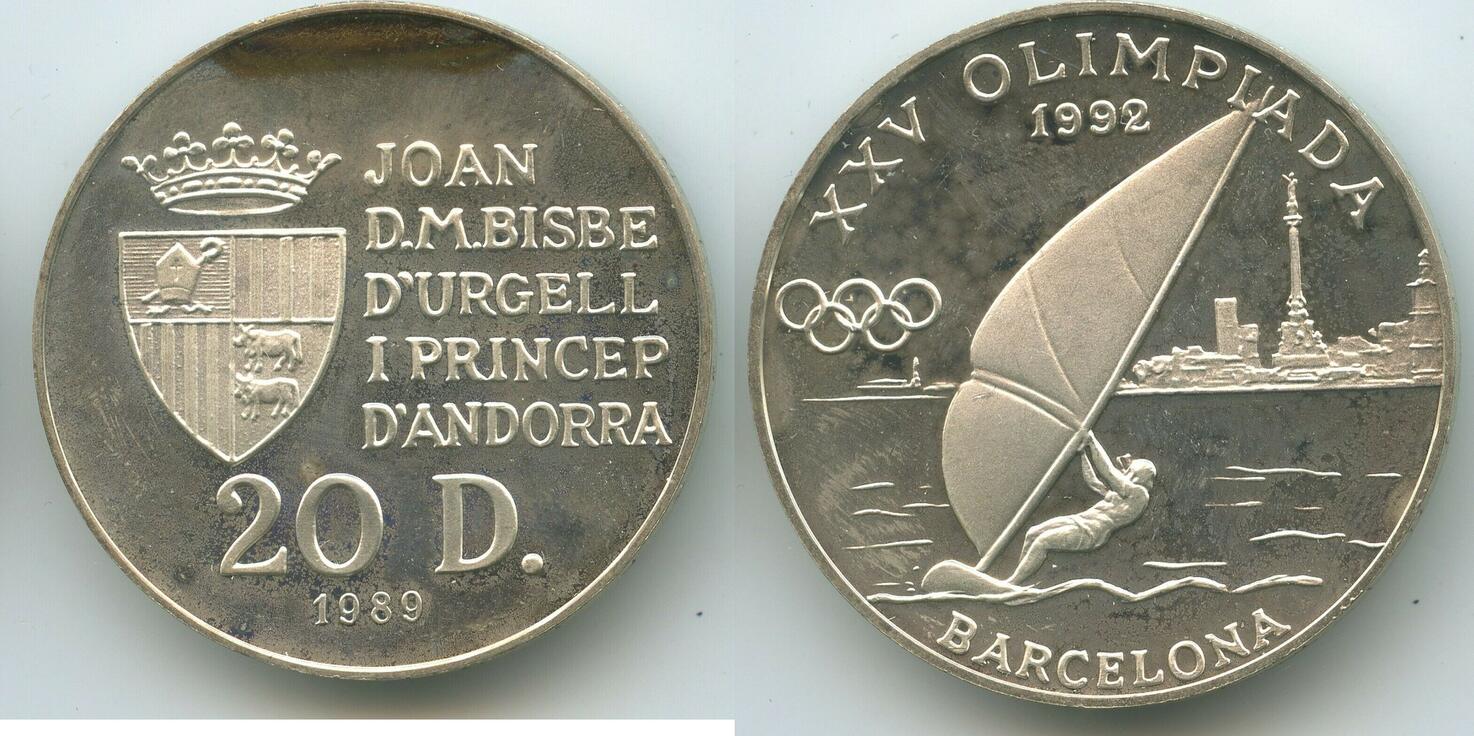 JOAN
D.M.BISBE
D'URGELL
I PRINCEP
D'ANDORRA
20 D.
1989
XXV OLIMPIADA
1992
BARCELONA